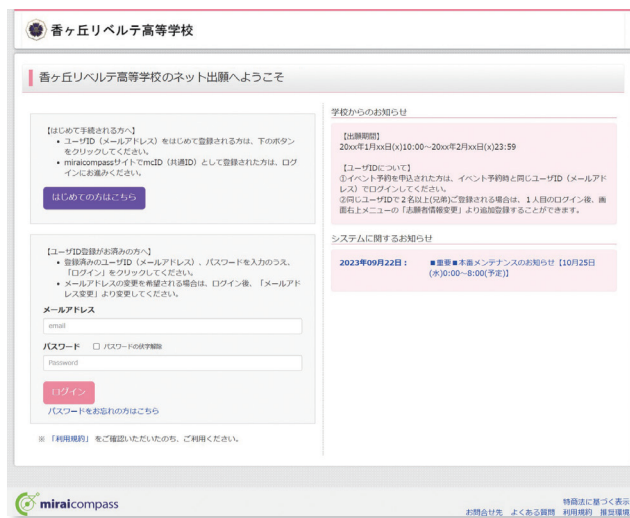 香ヶ丘リベルテ高等学校
香ヶ丘リベルテ高等学校のネット出願へようこそ
【はじめて手続される方へ】
• ユーザID（メールアドレス）をはじめて登録される方は、下のボタン
をクリックしてください。
• miraicompassサイトでmcID（共通ID）として登録された方は、ログ
インにお進みください。
はじめての方はこちら
【ユーザID登録がお済みの方へ】
• 登録済みのユーザID（メールアドレス）、パスワードを入力のうえ、
「ログイン」をクリックしてください。
• メールアドレスの変更を希望される場合は、ログイン後、「メールアド
レス変更」より変更してください。
メールアドレス
email
パスワード □ パスワードの伏字解除
Password
ログイン
パスワードをお忘れの方はこちら
「利用規約」 をご確認いただいたのち、ご利用ください。
学校からのお知らせ
【出願期間】
20xx年1月xx日(x)10:00～20xx年2月xx日(x)23:59
【ユーザIDについて】
①イベント予約を申込された方は、イベント予約時と同じユーザID（メールアド
レス）でログインしてください。
②同じユーザIDで２名以上(兄弟)ご登録される場合は、１人目のログイン後、画
面右上メニューの「志願者情報変更」より追加登録することができます。
システムに関するお知らせ
2023年09月22日： ■重要■本番メンテナンスのお知らせ【10月25日
(水)0:00～8:00(予定)】
miraicompass
特商法に基づく表示
お問合せ先 よくある質問 利用規約 推奨環境